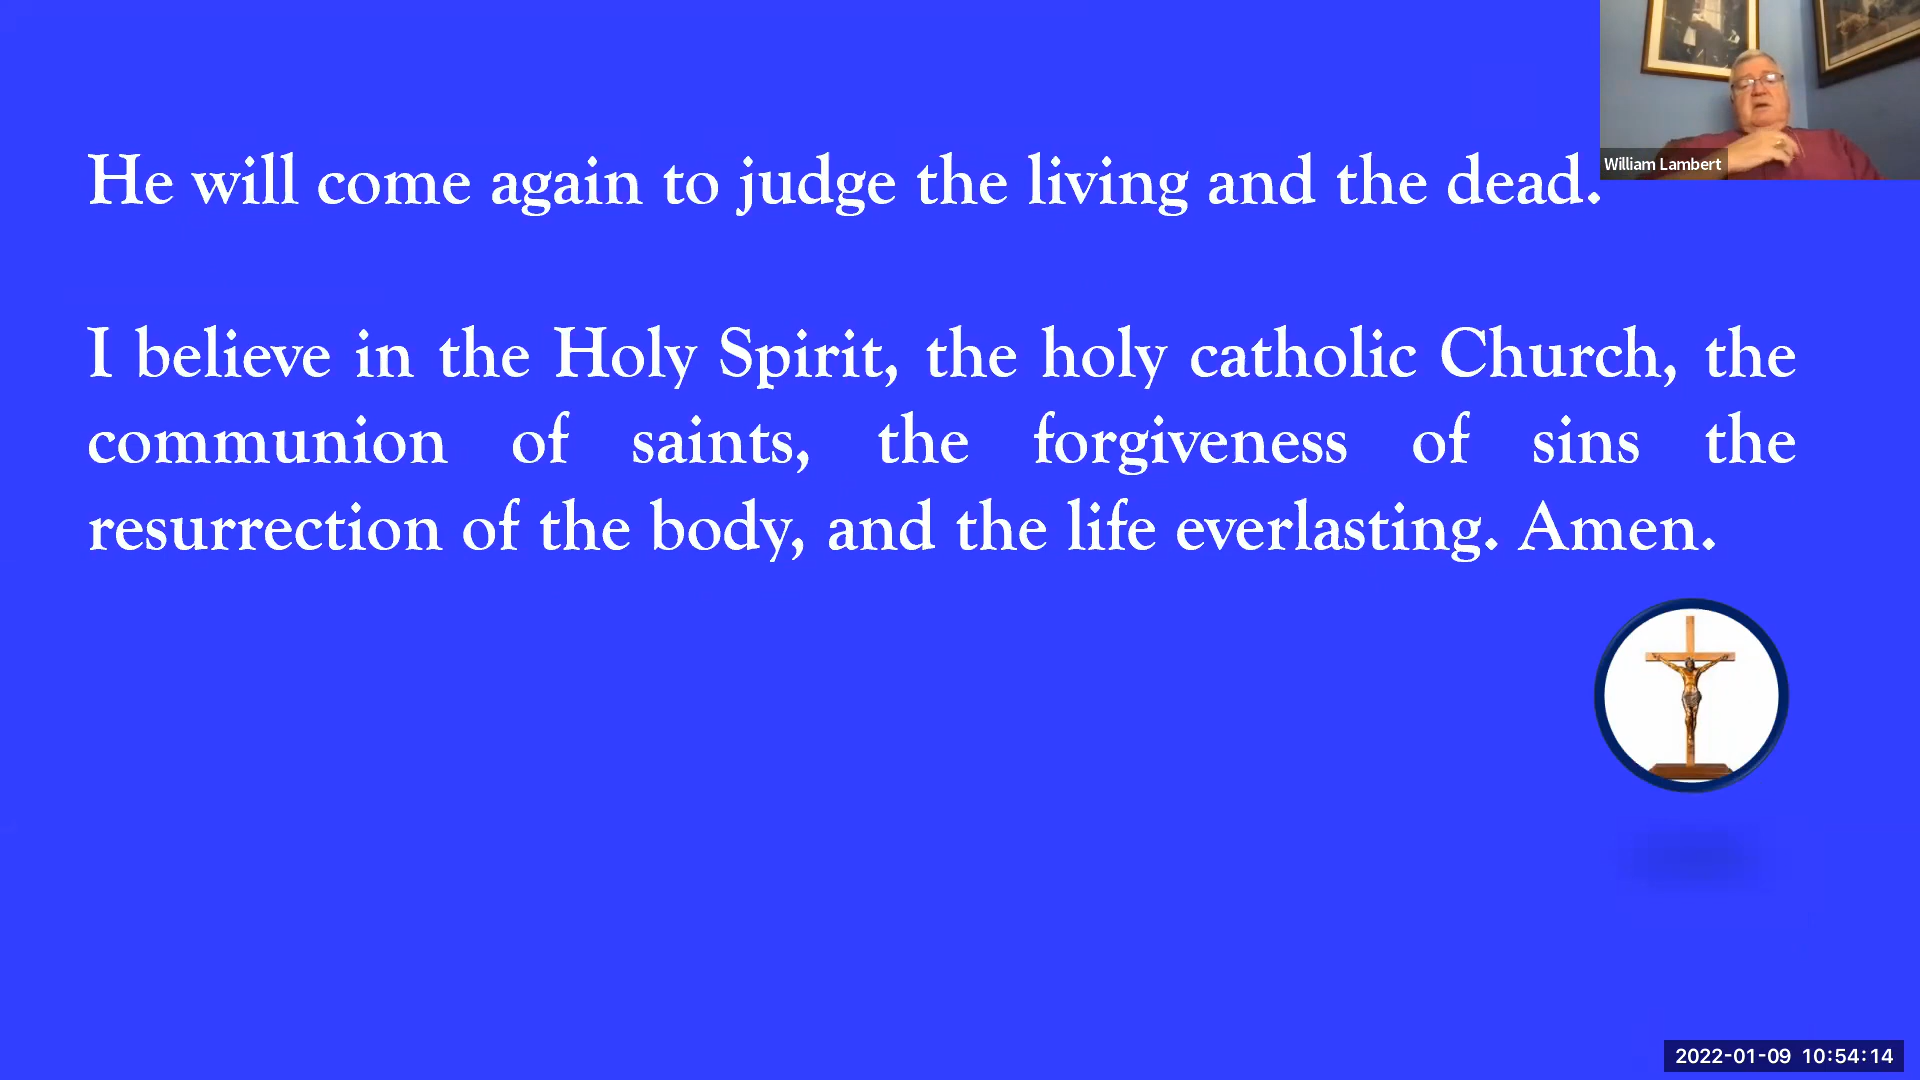 He will come again to judge the living and the dead.
William Lambert
I believe in the Holy Spirit, the holy catholic Church, the
communion of saints, the forgiveness of sins the
resurrection of the body, and the life everlasting. Amen.
2022-01-09 10:54:14